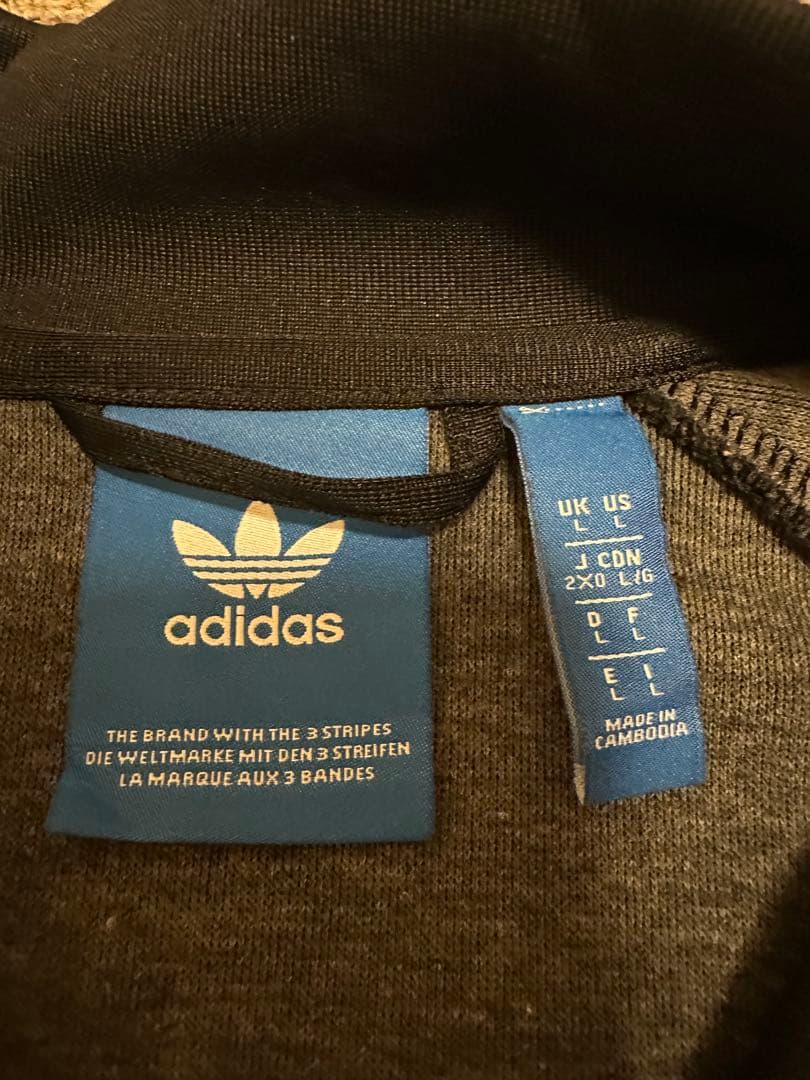 adidas
THE BRAND WITH THE 3 STRIPES
DIE WELTMARKE MIT DEN 3 STREIFEN
LA MARQUE AUX 3 BANDES
UK US
L L
J CDN
2XO L/G
D F
L L
E I
L L
MADE IN
CAMBODIA